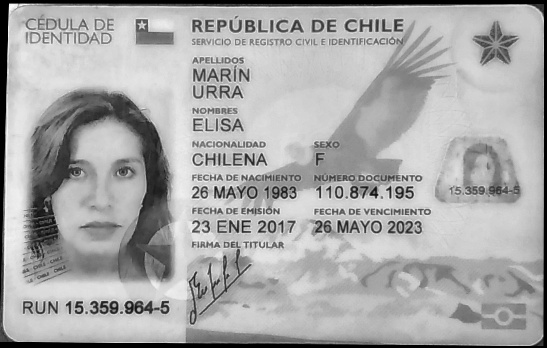 CÉDULA DE
IDENTIDAD
REPÚBLICA DE CHILE
SERVICIO DE REGISTRO CIVIL E IDENTIFICACIÓN
APELLIDOS
MARÍN
URRA
NOMBRES
ELISA
NACIONALIDAD SEXO
CHILENA F
FECHA DE NACIMIENTO NÚMERO DOCUMENTO
26 MAYO 1983 110.874.195
15.359.964-5
FECHA DE EMISIÓN FECHA DE VENCIMIENTO
23 ENE 2017 26 MAYO 2023
FIRMA DEL TITULAR
RUN 15.359.964-5